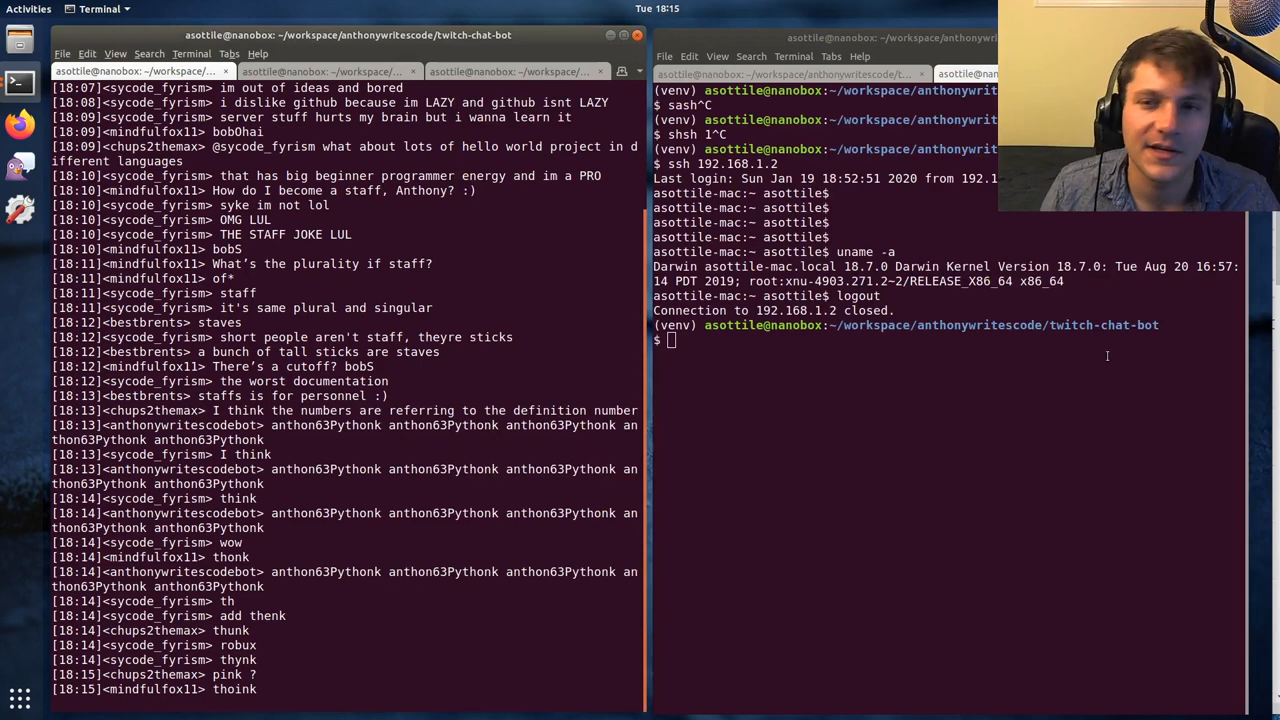 Activities
Terminal
Tue 18:15
asottile@nanobox: ~/workspace/anthonywritescode/twitch-chat-bot
File Edit View Search Terminal Tabs Help
asottile@nanobox: ~/workspace/... × asottile@nanobox: ~/workspace/... × asottile@nanobox: ~/workspace/... ×
[18:07]<sycode_fyrism> im out of ideas and bored
[18:08]<sycode_fyrism> i dislike github because im LAZY and github isnt LAZY
[18:09]<sycode_fyrism> server stuff hurts my brain but i wanna learn it
[18:09]<mindfulfox11> bobOhai
[18:09]<chups2themax> @sycode_fyrism what about lots of hello world project in d
ifferent languages
[18:10]<sycode_fyrism> that has big beginner programmer energy and im a PRO
[18:10]<mindfulfox11> How do I become a staff, Anthony? :)
[18:10]<sycode_fyrism> syke im not lol
[18:10]<sycode_fyrism> OMG LUL
[18:10]<sycode_fyrism> THE STAFF JOKE LUL
[18:10]<mindfulfox11> bobS
[18:11]<mindfulfox11> What’s the plurality if staff?
[18:11]<mindfulfox11> of*
[18:11]<sycode_fyrism> staff
[18:11]<sycode_fyrism> it's same plural and singular
[18:12]<bestbrents> staves
[18:12]<sycode_fyrism> short people aren't staff, theyre sticks
[18:12]<bestbrents> a bunch of tall sticks are staves
[18:12]<mindfulfox11> There’s a cutoff? bobS
[18:12]<sycode_fyrism> the worst documentation
[18:13]<bestbrents> staffs is for personnel :)
[18:13]<chups2themax> I think the numbers are referring to the definition number
[18:13]<anthonywritescodebot> anthon63Pythonk anthon63Pythonk anthon63Pythonk an
thon63Pythonk anthon63Pythonk
[18:13]<sycode_fyrism> I think
[18:13]<anthonywritescodebot> anthon63Pythonk anthon63Pythonk anthon63Pythonk an
thon63Pythonk anthon63Pythonk
[18:14]<sycode_fyrism> think
[18:14]<anthonywritescodebot> anthon63Pythonk anthon63Pythonk anthon63Pythonk an
thon63Pythonk anthon63Pythonk
[18:14]<sycode_fyrism> wow
[18:14]<mindfulfox11> thonk
[18:14]<anthonywritescodebot> anthon63Pythonk anthon63Pythonk anthon63Pythonk an
thon63Pythonk anthon63Pythonk
[18:14]<sycode_fyrism> th
[18:14]<sycode_fyrism> add thenk
[18:14]<chups2themax> thunk
[18:14]<sycode_fyrism> robux
[18:14]<sycode_fyrism> thynk
[18:15]<chups2themax> pink ?
[18:15]<mindfulfox11> thoink
asottile@nanobox: ~/workspace/anthonywritescode
File Edit View Search Terminal Tabs Help
asottile@nanobox: ~/workspace/anthonywritescode/t... × asottile@nan
(venv) asottile@nanobox:~/workspace/anthonywrit
$ sash^C
(venv) asottile@nanobox:~/workspace/anthonywrit
$ shsh 1^C
(venv) asottile@nanobox:~/workspace/anthonywrit
$ ssh 192.168.1.2
Last login: Sun Jan 19 18:52:51 2020 from 192.1
asottile-mac:~ asottile$
asottile-mac:~ asottile$
asottile-mac:~ asottile$
asottile-mac:~ asottile$ uname -a
Darwin asottile-mac.local 18.7.0 Darwin Kernel Version 18.7.0: Tue Aug 20 16:57:
14 PDT 2019; root:xnu-4903.271.2~2/RELEASE_X86_64 x86_64
asottile-mac:~ asottile$ logout
Connection to 192.168.1.2 closed.
(venv) asottile@nanobox:~/workspace/anthonywritescode/twitch-chat-bot
$